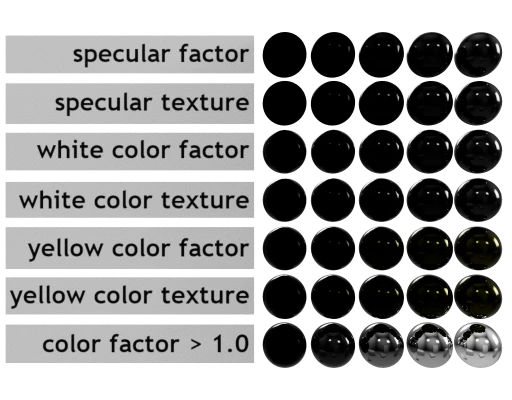 specular factor
specular texture
white color factor
white color texture
yellow color factor
yellow color texture
color factor > 1.0